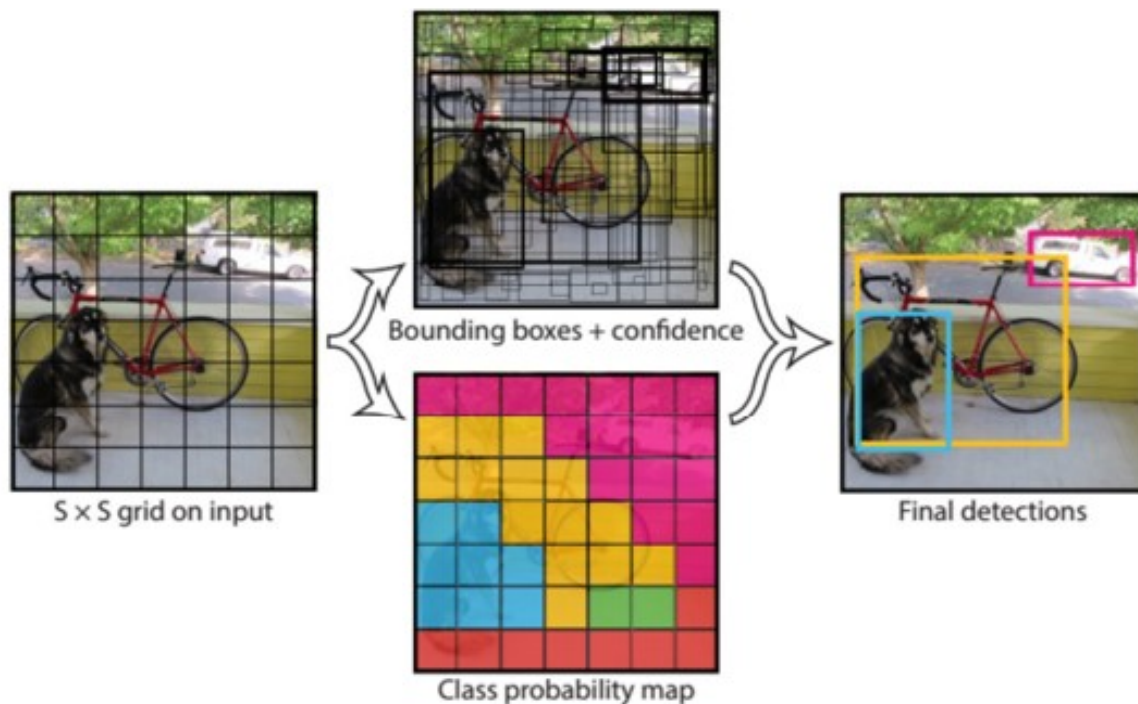 Bounding boxes + confidence
S × S grid on input
Final detections
Class probability map